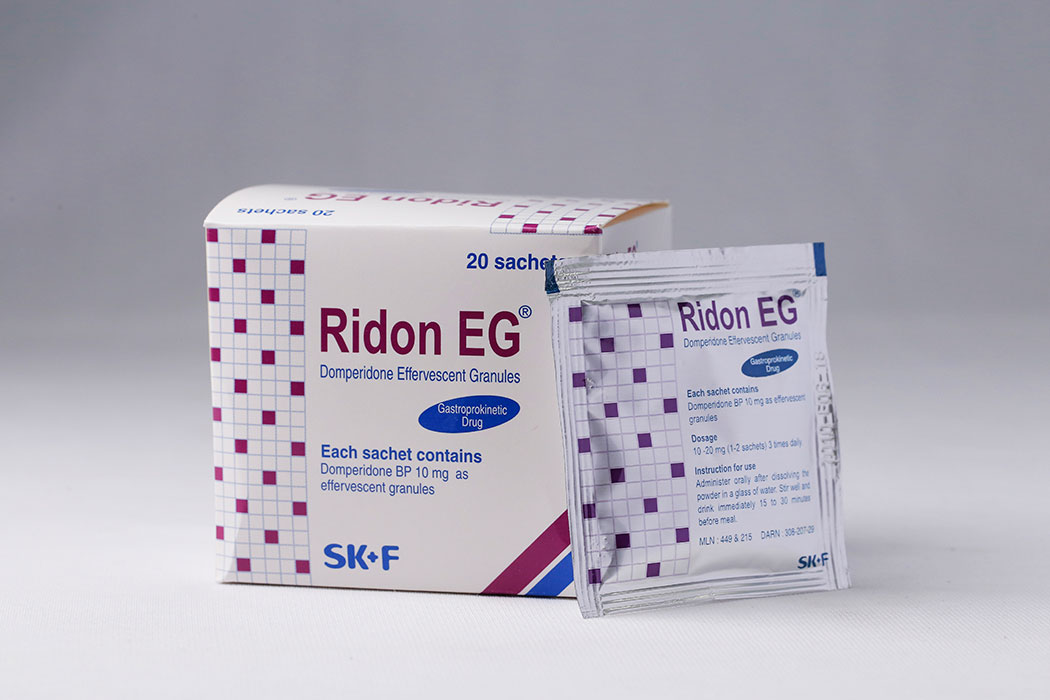 20 sachets
Ridon EG®
20 sachets
Ridon EG®
Domperidone Effervescent Granules
Gastroprokinetic
Drug
Each sachet contains
Domperidone BP 10 mg as
effervescent granules
SK+F
Ridon EG®
Domperidone Effervescent Granules
Gastroprokinetic
Drug
Each sachet contains
Domperidone BP 10 mg as effervescent
granules
Dosage
10 -20 mg (1-2 sachets) 3 times daily.
Instruction for use
Administer orally after dissolving the
powder in a glass of water. Stir well and
drink immediately 15 to 30 minutes
before meal.
MLN : 449 & 215 DARN : 308-207-29
SK+F